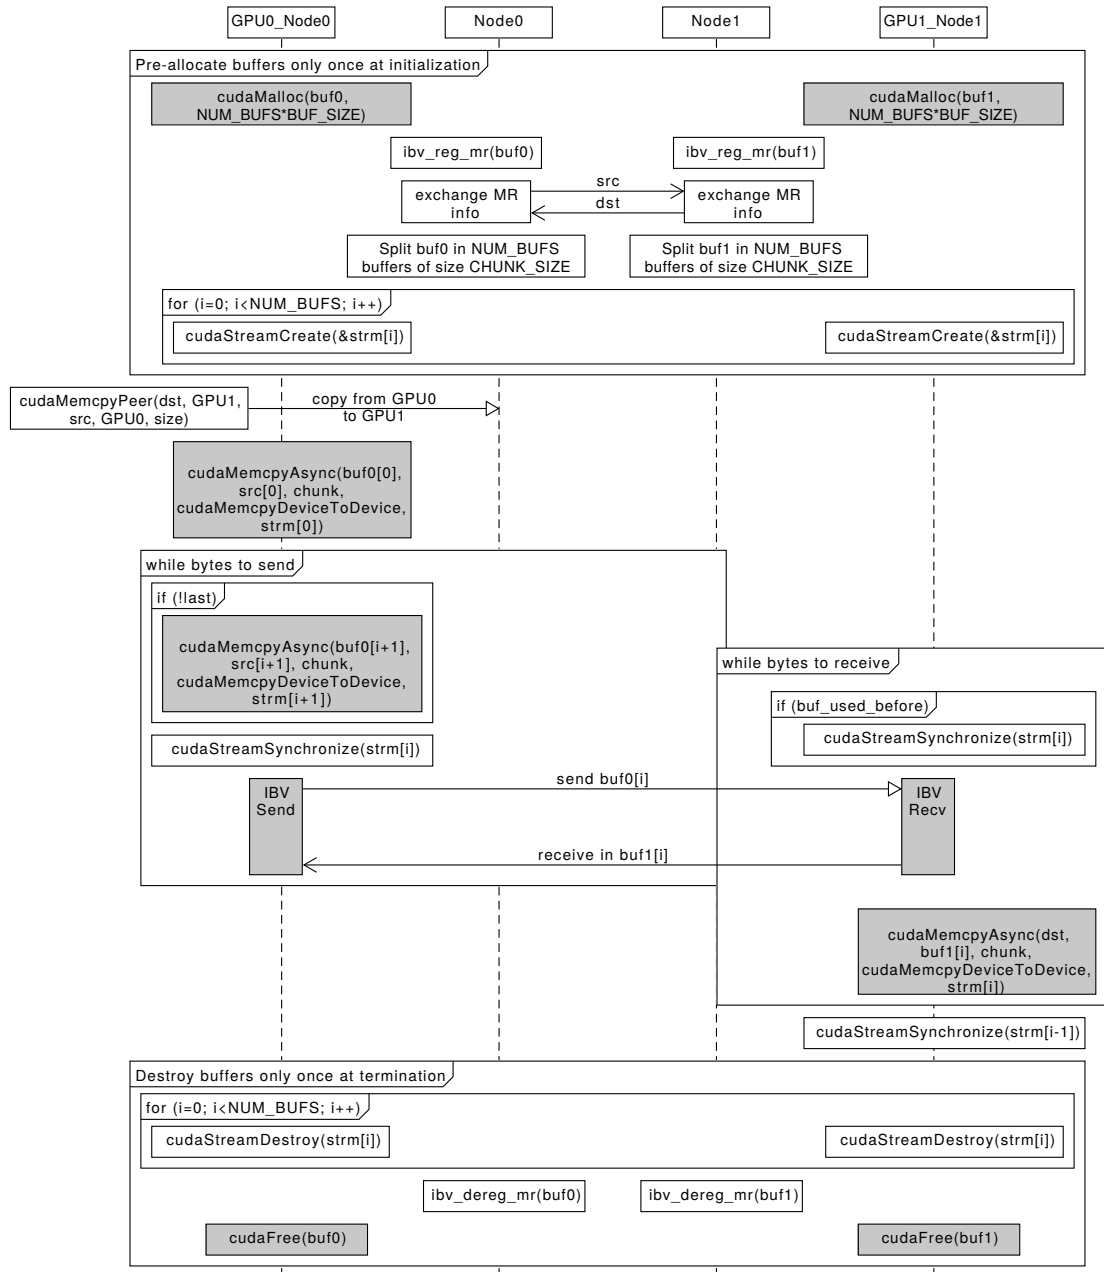 GPU0_Node0
Node0
Node1
GPU1_Node1
Pre-allocate buffers only once at initialization
cudaMalloc(buf0,
NUM_BUFS*BUF_SIZE)
cudaMalloc(buf1,
NUM_BUFS*BUF_SIZE)
ibv_reg_mr(buf0)
ibv_reg_mr(buf1)
exchange MR
info
src
dst
exchange MR
info
Split buf0 in NUM_BUFS
buffers of size CHUNK_SIZE
Split buf1 in NUM_BUFS
buffers of size CHUNK_SIZE
for (i=0; i<NUM_BUFS; i++)
cudaStreamCreate(&strm[i])
cudaStreamCreate(&strm[i])
cudaMemcpyPeer(dst, GPU1,
src, GPU0, size)
copy from GPU0
to GPU1
cudaMemcpyAsync(buf0[0],
src[0], chunk,
cudaMemcpyDeviceToDevice,
strm[0])
while bytes to send
if (!last)
cudaMemcpyAsync(buf0[i+1],
src[i+1], chunk,
cudaMemcpyDeviceToDevice,
strm[i+1])
while bytes to receive
if (buf_used_before)
cudaStreamSynchronize(strm[i])
cudaStreamSynchronize(strm[i])
IBV
Send
send buf0[i]
IBV
Recv
receive in buf1[i]
cudaMemcpyAsync(dst,
buf1[i], chunk,
cudaMemcpyDeviceToDevice,
strm[i])
cudaStreamSynchronize(strm[i-1])
Destroy buffers only once at termination
for (i=0; i<NUM_BUFS; i++)
cudaStreamDestroy(strm[i])
cudaStreamDestroy(strm[i])
ibv_dereg_mr(buf0)
ibv_dereg_mr(buf1)
cudaFree(buf0)
cudaFree(buf1)